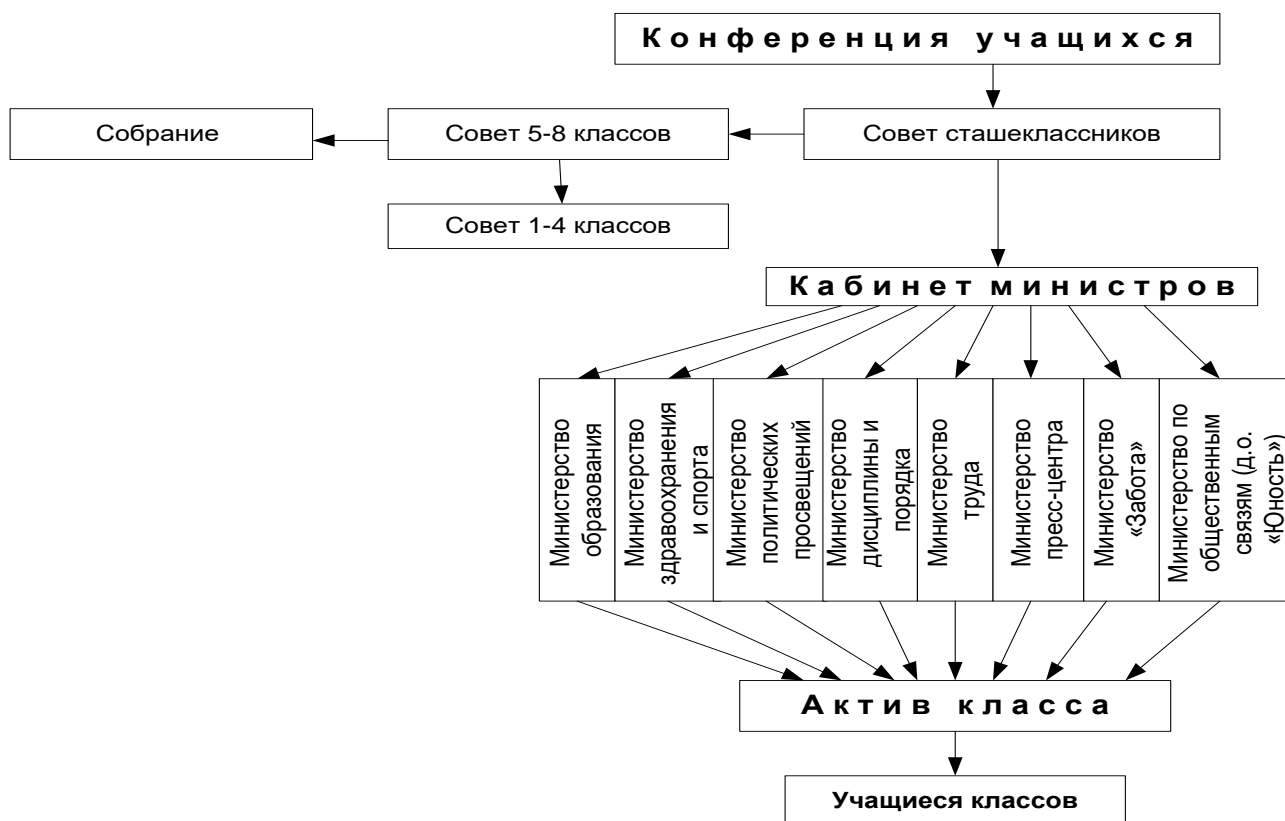 Конференция учащихся
Собрание
Совет 5-8 классов
Совет сташеклассников
Совет 1-4 классов
Кабинет министров
Министерство
образования
Министерство
здравоохранения
и спорта
Министерство
политических
просвещений
Министерство
дисциплины и
порядка
Министерство
труда
Министерство
пресс-центра
Министерство
«Забота»
Министерство по
общественным
связям (д.о.
«Юность»)
Актив класса
Учащиеся классов